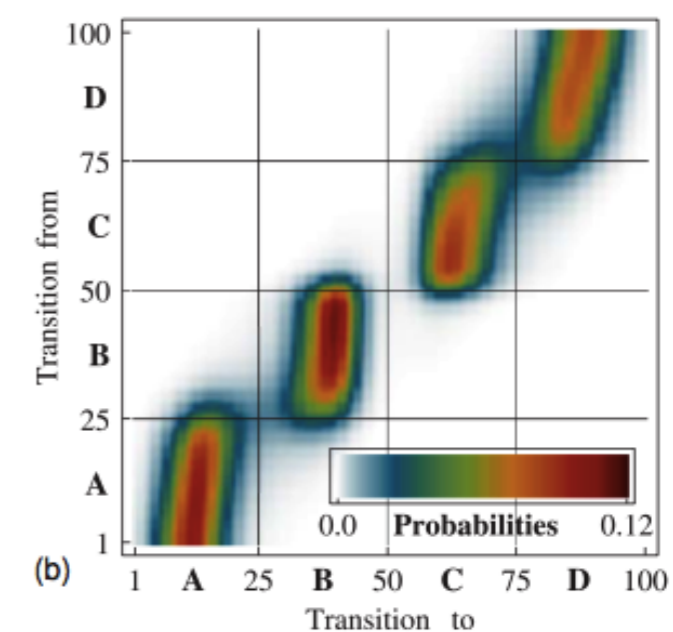 100
D
75
C
50
B
25
A
1
Transition from
0.0 Probabilities 0.12
(b)
1 A 25 B 50 C 75 D 100
Transition to